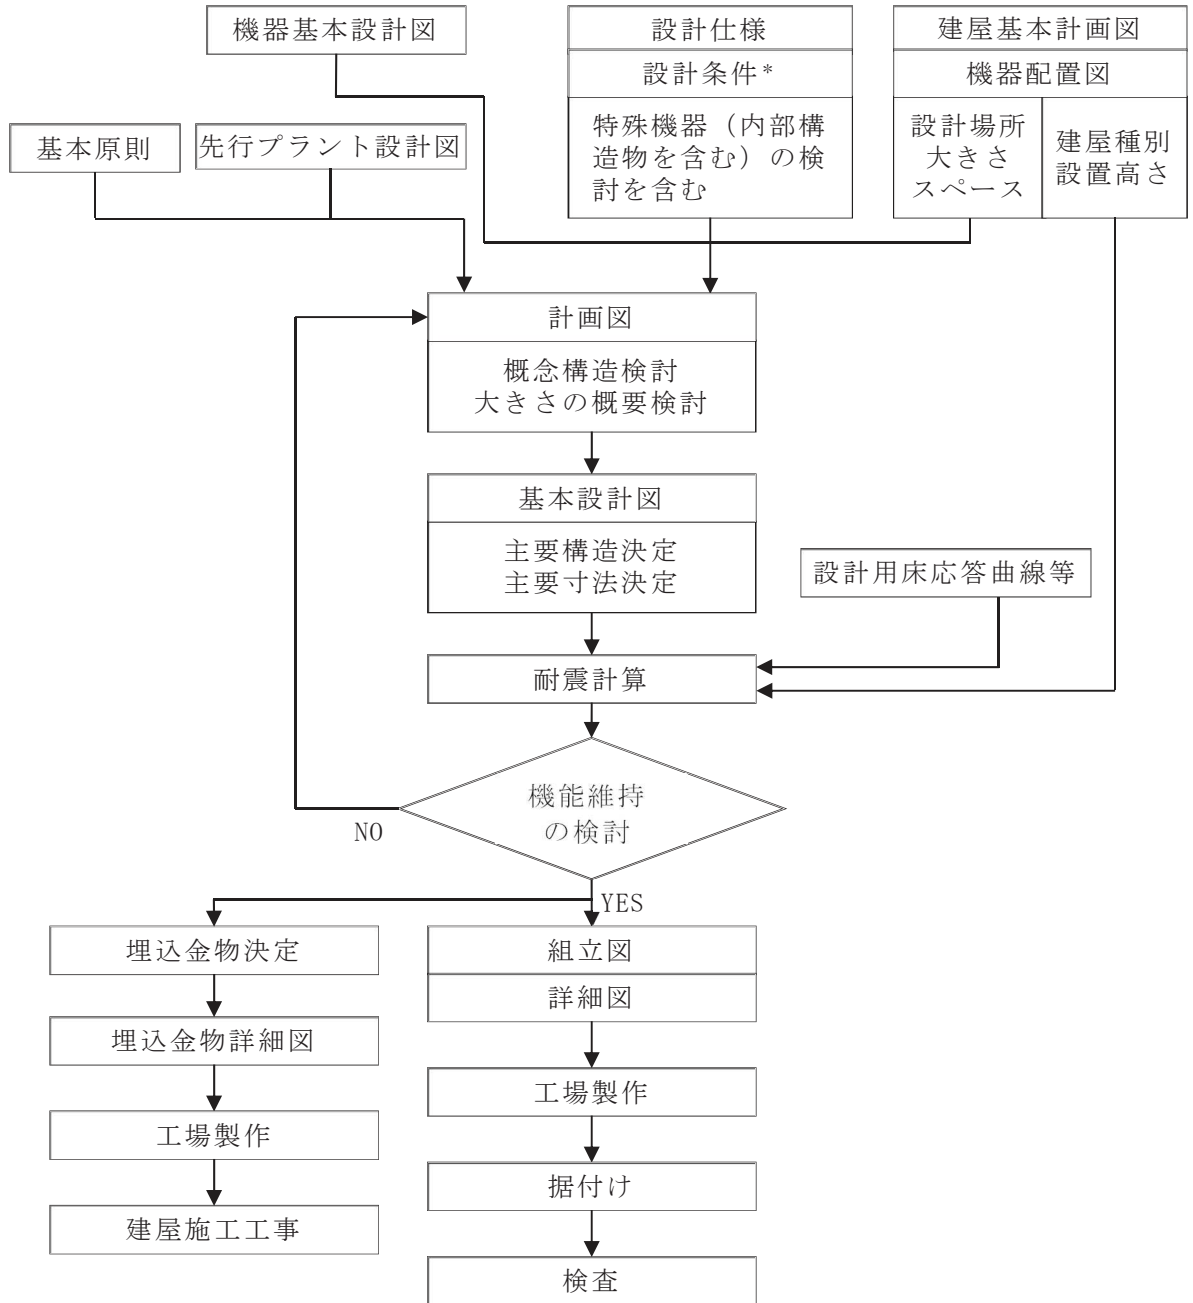 機器基本設計図
設計仕様
建屋基本計画図
設計条件*
機器配置図
基本原則
先行プラント設計図
特殊機器（内部構
造物を含む）の検
討を含む
設計場所
大きさ
スペース
建屋種別
設置高さ
計画図
概念構造検討
大きさの概要検討
基本設計図
主要構造決定
主要寸法決定
設計用床応答曲線等
耐震計算
機能維持
の検討
NO
YES
埋込金物決定
組立図
詳細図
埋込金物詳細図
工場製作
工場製作
据付け
建屋施工工事
検査